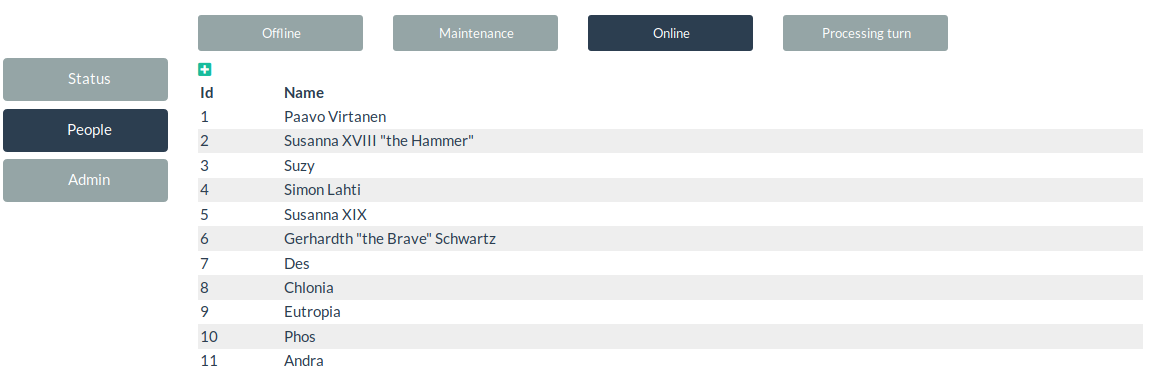 Offline Maintenance Online Processing turn
Status
People
Admin
Id Name
1 Paavo Virtanen
2 Susanna XVIII "the Hammer"
3 Suzy
4 Simon Lahti
5 Susanna XIX
6 Gerhardth "the Brave" Schwartz
7 Des
8 Chlonia
9 Eutropia
10 Phos
11 Andra